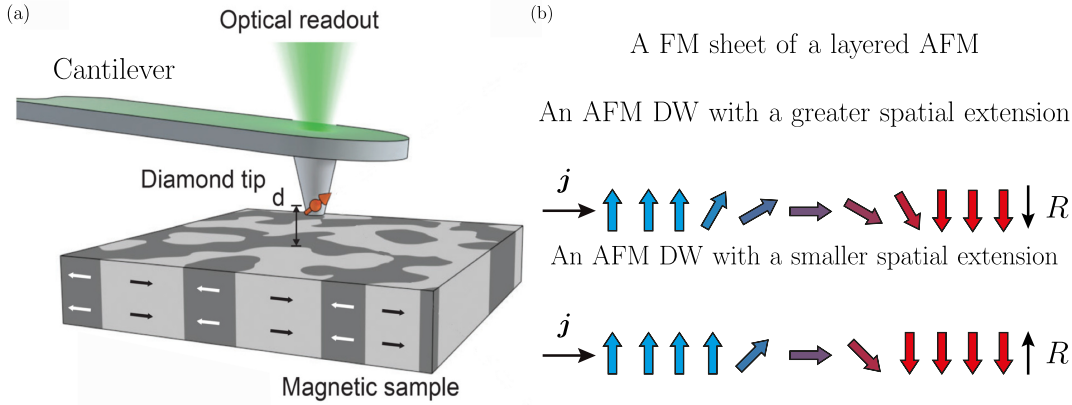 (a)
Optical readout
Cantilever
Diamond tip
d
Magnetic sample
(b)
A FM sheet of a layered AFM
An AFM DW with a greater spatial extension
j
R
An AFM DW with a smaller spatial extension
j
R